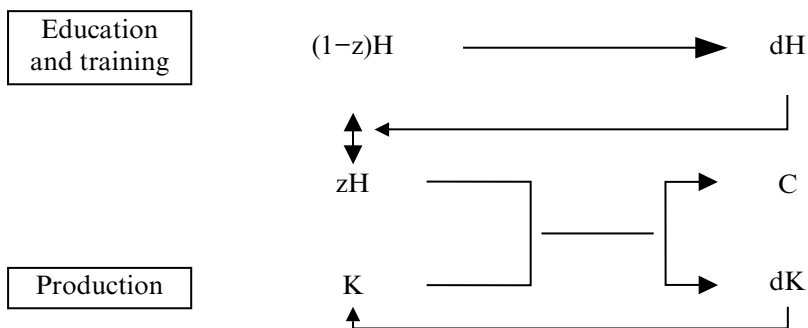 Education
and training
(1−z)H
dH
zH
C
Production
K
dK